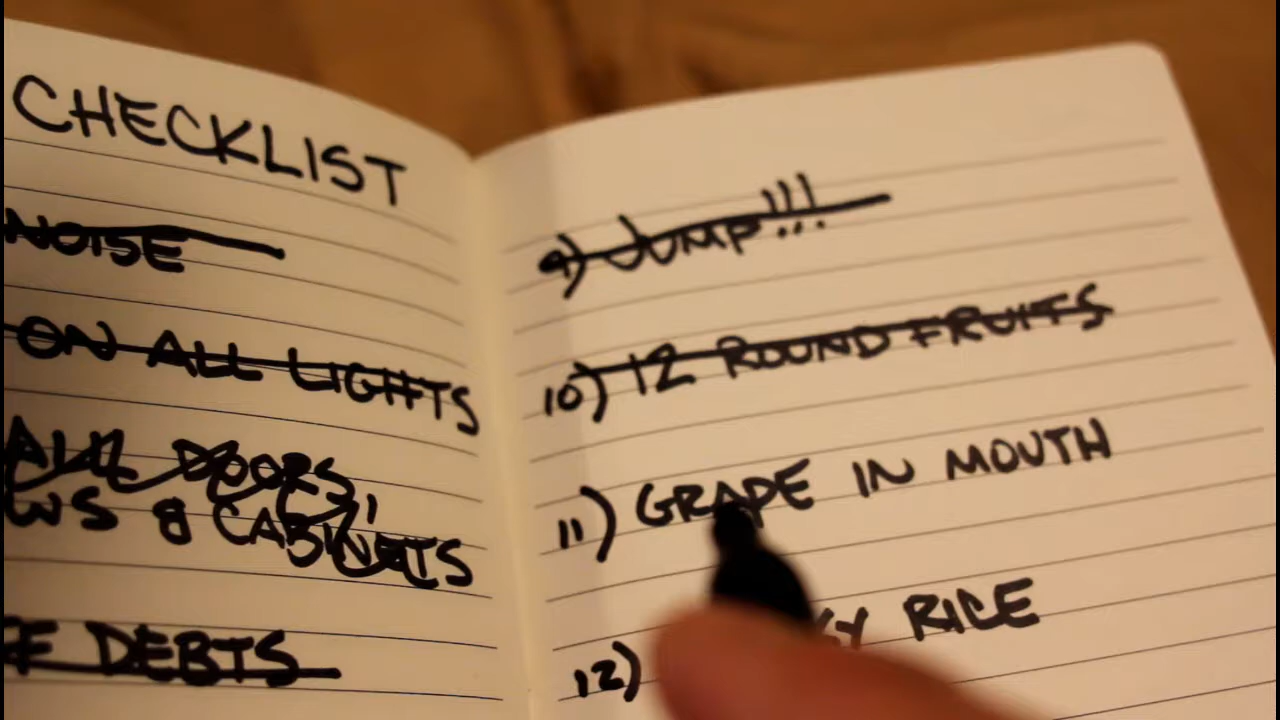 CHECKLIST
NOISE
ON ALL LIGHTS
ALL DOORS,
WS & CABINETS
DEBTS
9) JUMP!!!
10) 12 ROUND FRUITS
11) GRAPE IN MOUTH
12) RICE